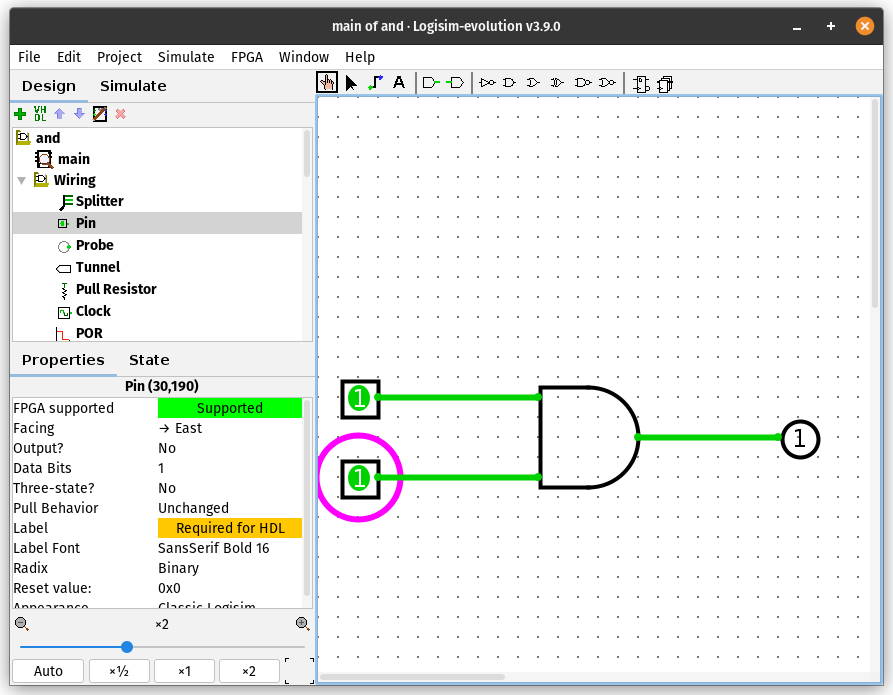 main of and · Logisim-evolution v3.9.0
File Edit Project Simulate FPGA Window Help
Design Simulate
A
VH
DL
and
main
Wiring
Splitter
Pin
Probe
Tunnel
Pull Resistor
Clock
POR
Properties State
Pin (30,190)
FPGA supported Supported
Facing → East
Output? No
Data Bits 1
Three-state? No
Pull Behavior Unchanged
Label Required for HDL
Label Font SansSerif Bold 16
Radix Binary
Reset value: 0x0
Appearance Classic Logisim
×2
Auto ×½ ×1 ×2
1
1
1